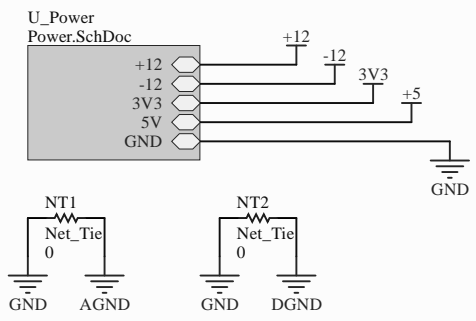 U_Power
Power.SchDoc
+12
-12
3V3
5V
GND
+12
-12
3V3
+5
GND
NT1
Net_Tie
0
GND
AGND
NT2
Net_Tie
0
GND
DGND